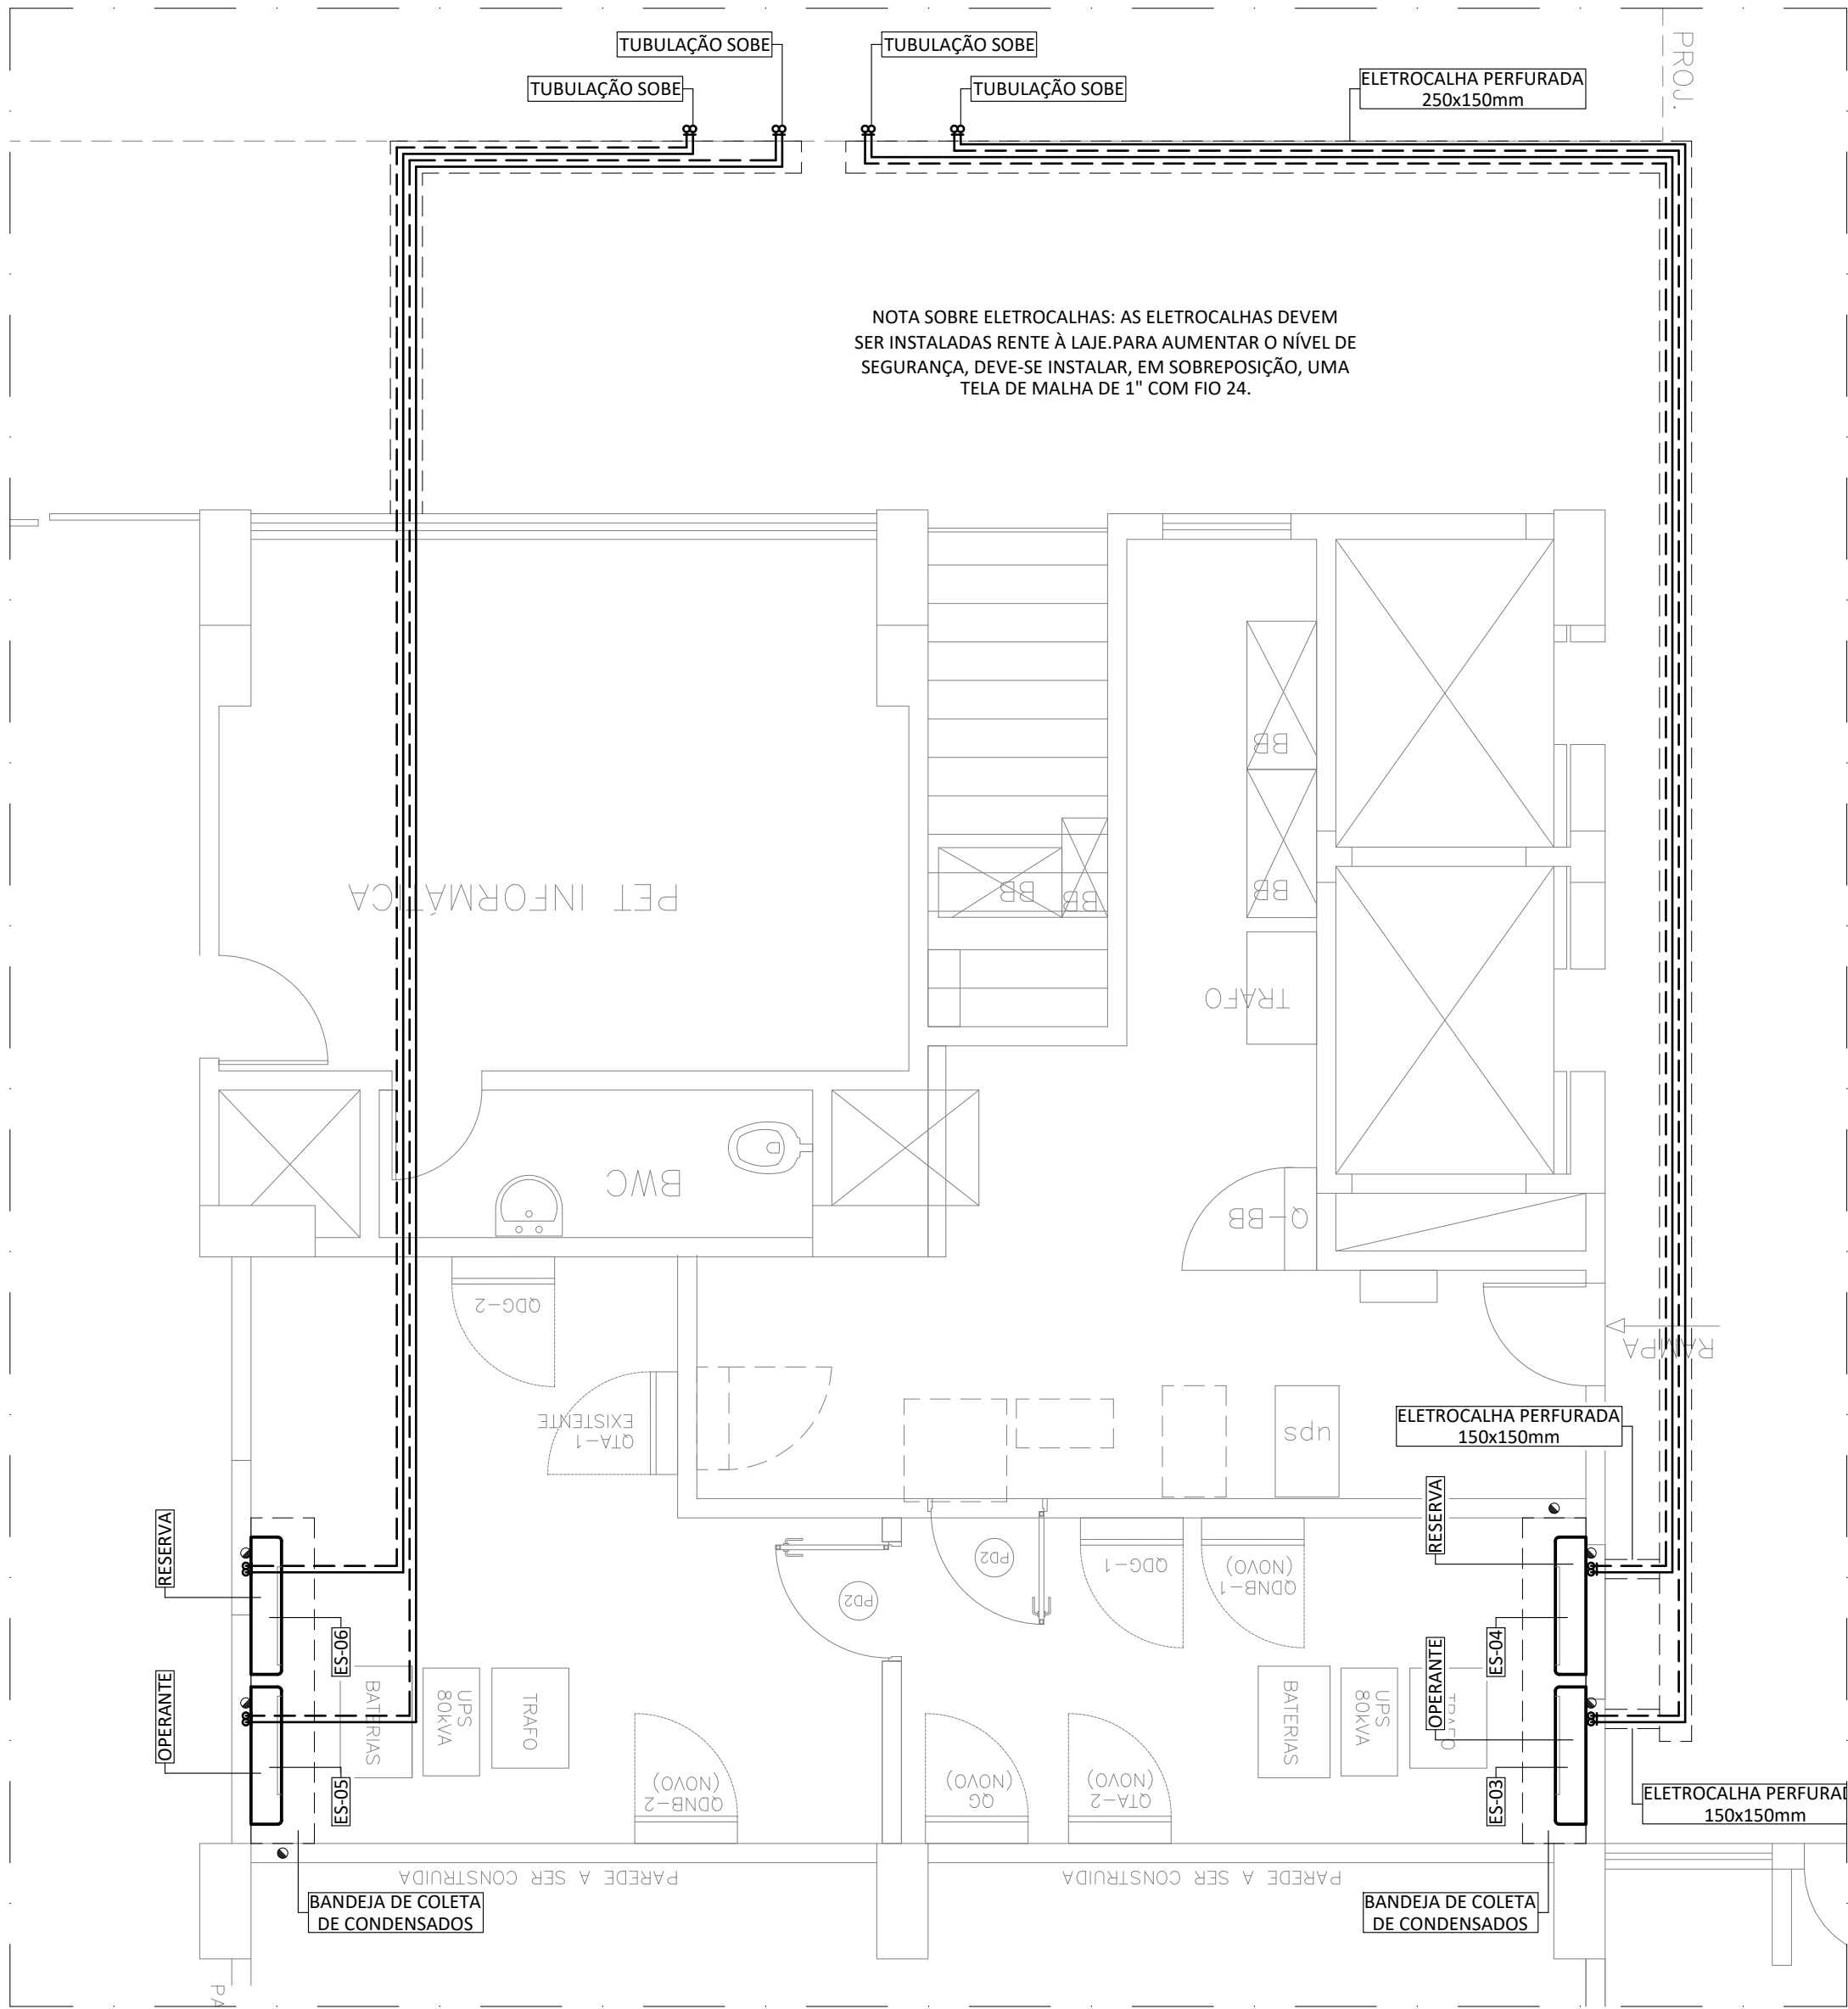 TUBULAÇÃO SOBE
TUBULAÇÃO SOBE
TUBULAÇÃO SOBE
TUBULAÇÃO SOBE
ELETROCALHA PERFURADA
250x150mm
PROJ.
NOTA SOBRE ELETROCALHAS: AS ELETROCALHAS DEVEM
SER INSTALADAS RENTE À LAJE.PARA AUMENTAR O NÍVEL DE
SEGURANÇA, DEVE-SE INSTALAR, EM SOBREPOSIÇÃO, UMA
TELA DE MALHA DE 1" COM FIO 24.
BB
PET INFORMÁTICA
BB
BB
BB
TRAFO
BWC
Q-BB
QDG-2
RAMPA
QTA-1
EXISTENTE
ups
ELETROCALHA PERFURADA
150x150mm
RESERVA
RESERVA
PD2
PD2
QDG-1
QDNB-1
(NOVO)
ES-06
ES-04
OPERANTE
OPERANTE
BATERIAS
UPS
80kVA
TRAFO
BATERIAS
UPS
80kVA
TRAFO
ES-05
ES-03
QDNB-2
(NOVO)
QG
(NOVO)
QTA-2
(NOVO)
ELETROCALHA PERFURAD
150x150mm
PAREDE A SER CONSTRUIDA
PAREDE A SER CONSTRUIDA
BANDEJA DE COLETA
DE CONDENSADOS
BANDEJA DE COLETA
DE CONDENSADOS
PA